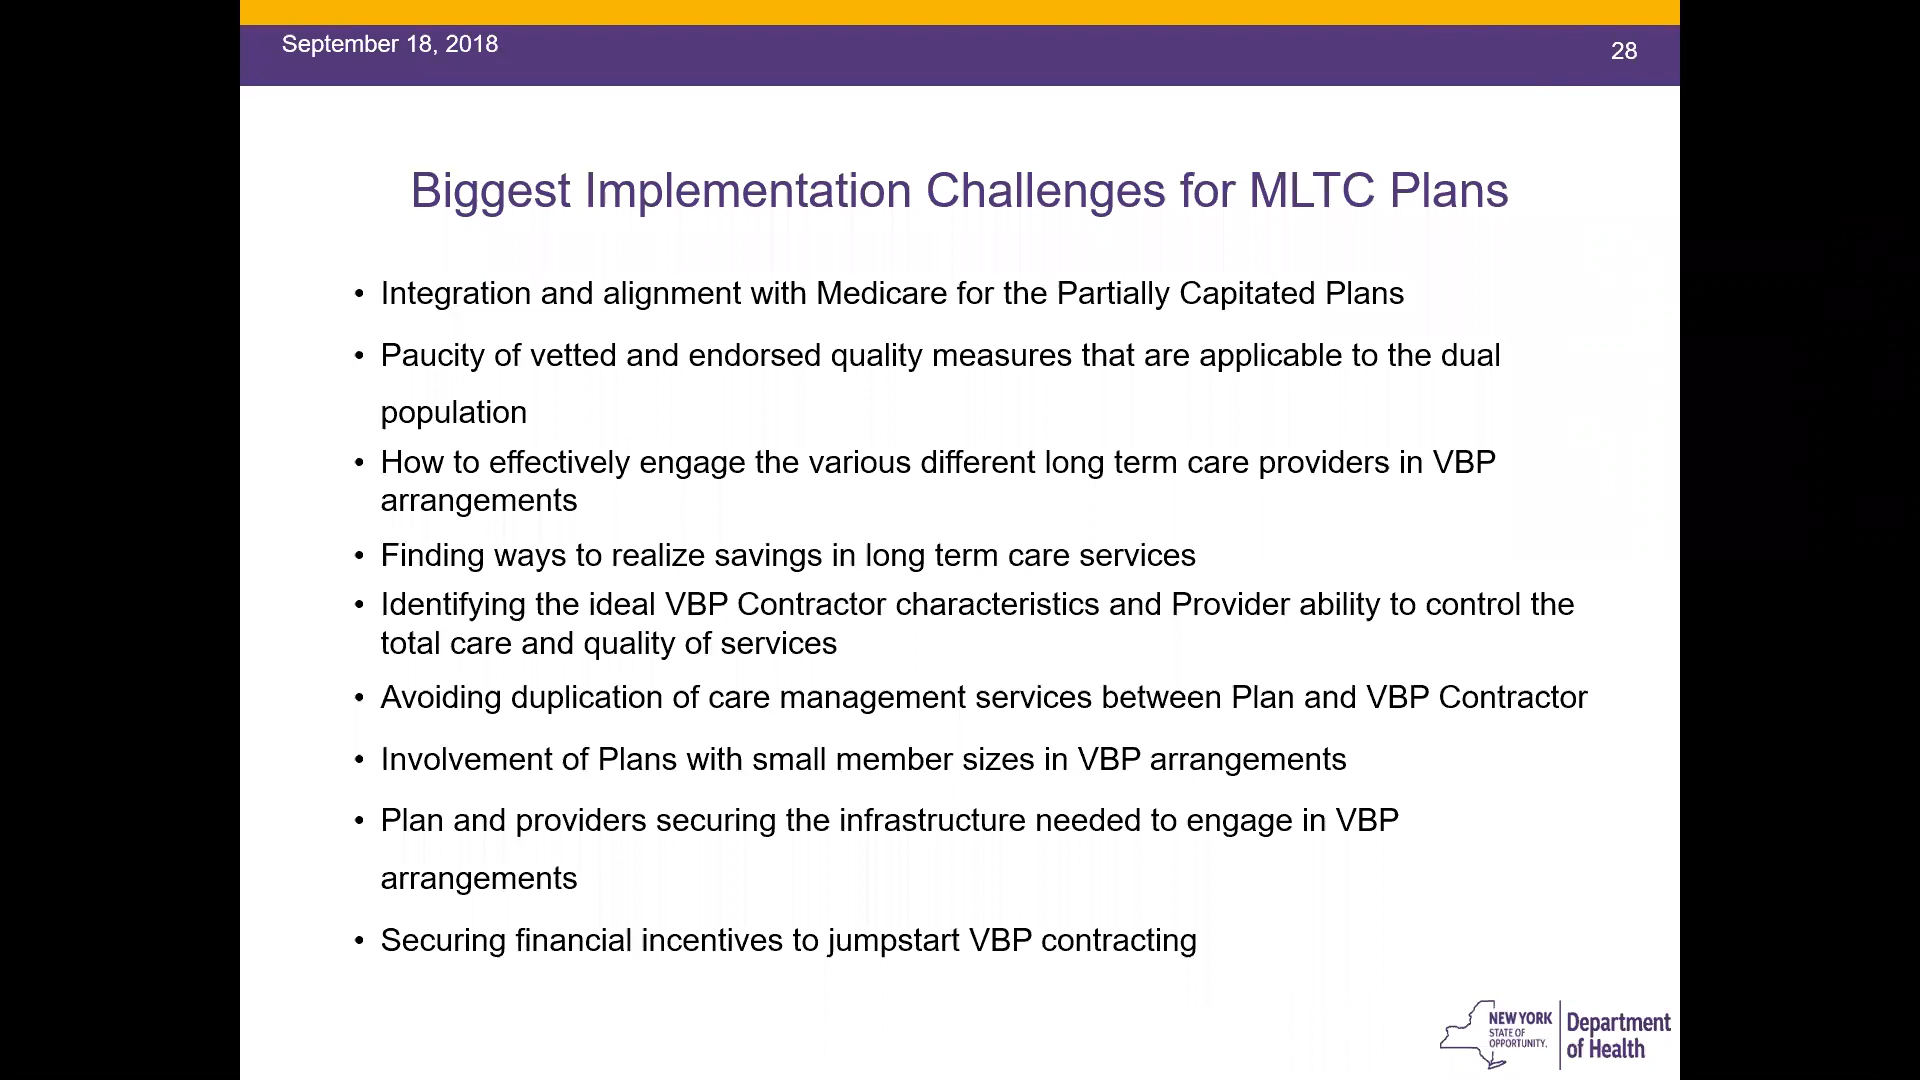 September 18, 2018
28
Biggest Implementation Challenges for MLTC Plans
• Integration and alignment with Medicare for the Partially Capitated Plans
• Paucity of vetted and endorsed quality measures that are applicable to the dual
population
• How to effectively engage the various different long term care providers in VBP
arrangements
• Finding ways to realize savings in long term care services
• Identifying the ideal VBP Contractor characteristics and Provider ability to control the
total care and quality of services
• Avoiding duplication of care management services between Plan and VBP Contractor
• Involvement of Plans with small member sizes in VBP arrangements
• Plan and providers securing the infrastructure needed to engage in VBP
arrangements
• Securing financial incentives to jumpstart VBP contracting
NEW YORK
STATE OF
OPPORTUNITY.
Department
of Health